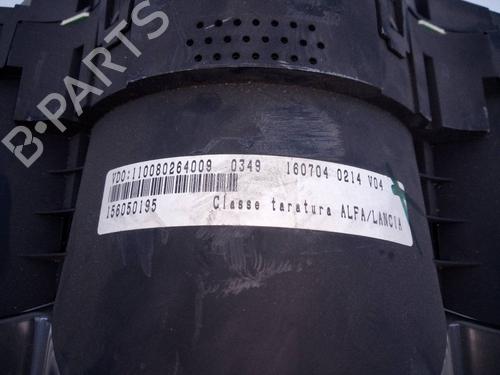 B-PARTS
VDO:110080264009 0349 160704 0214 V04
156050195 Classe taratura ALFA/LANCIA